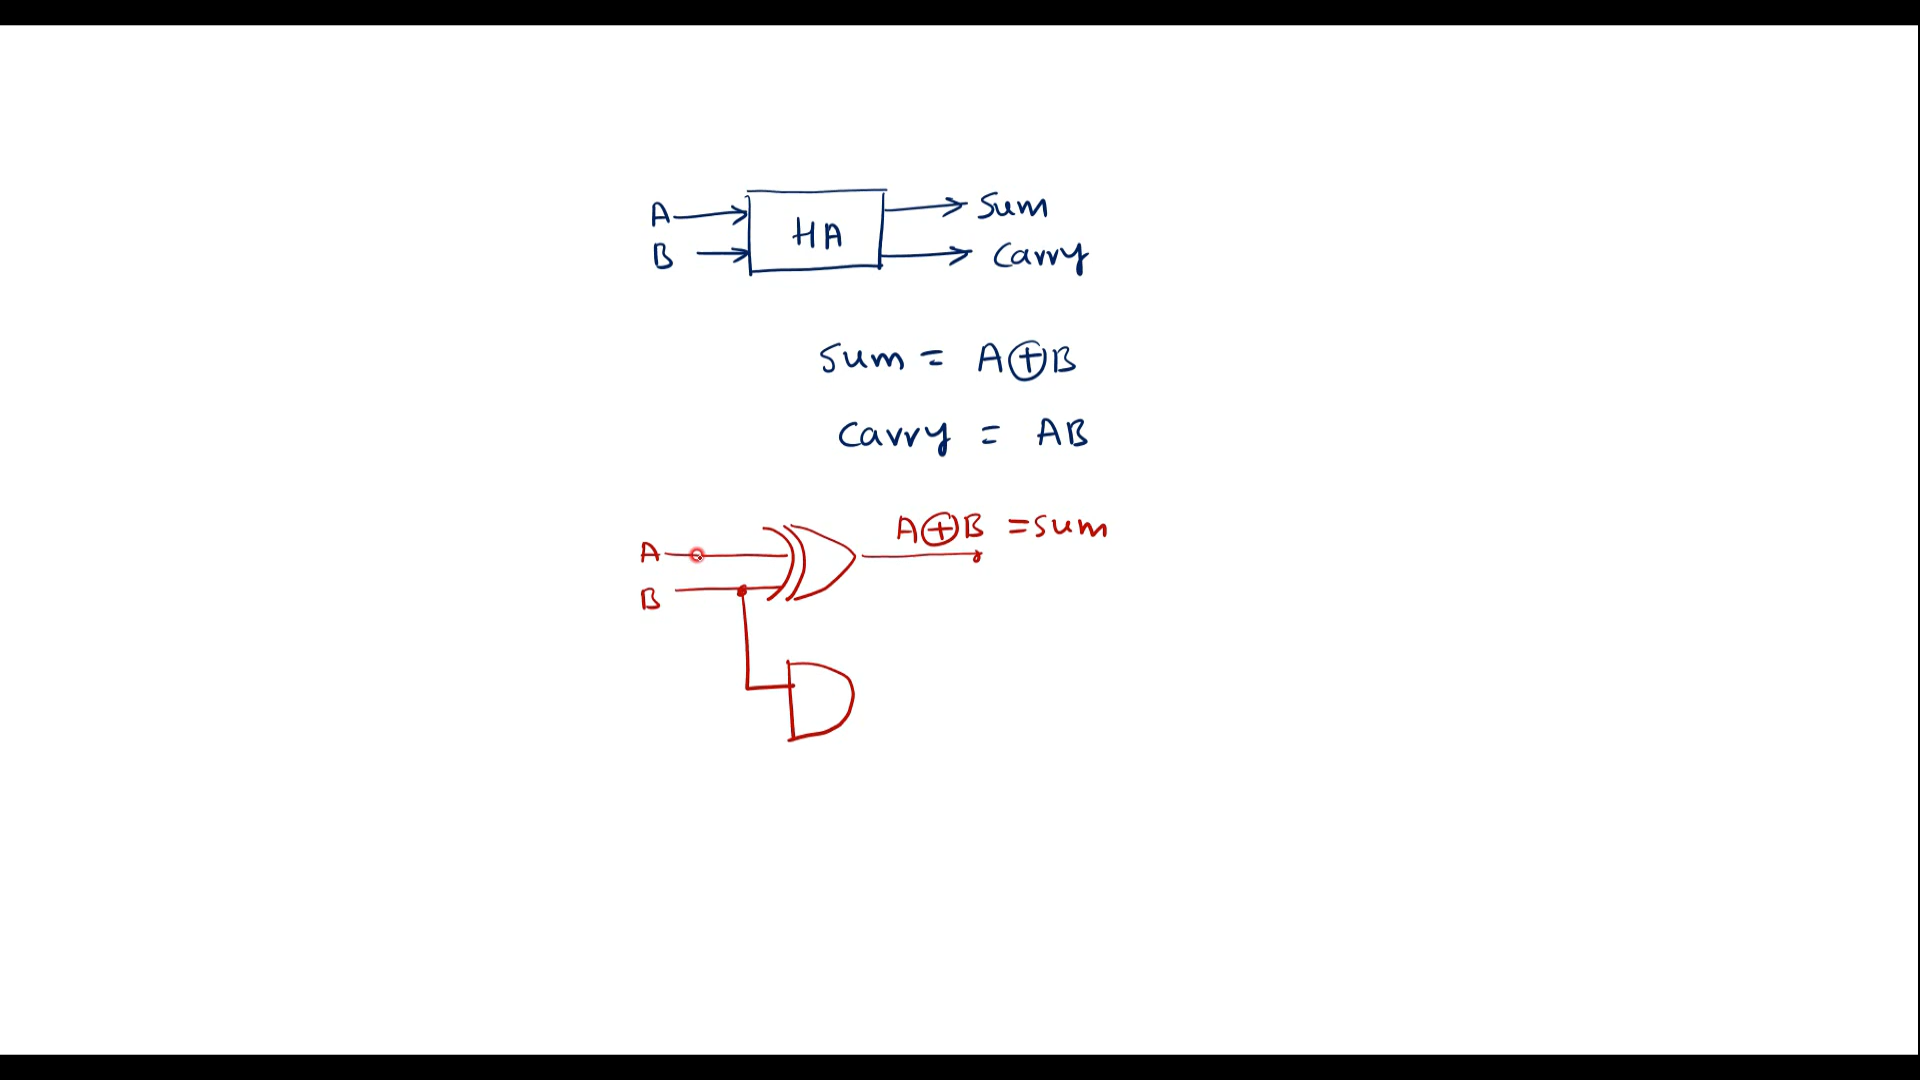 A HA Sum
B Carry
Sum = A⊕B
Carry = AB
A⊕B = Sum
A
B